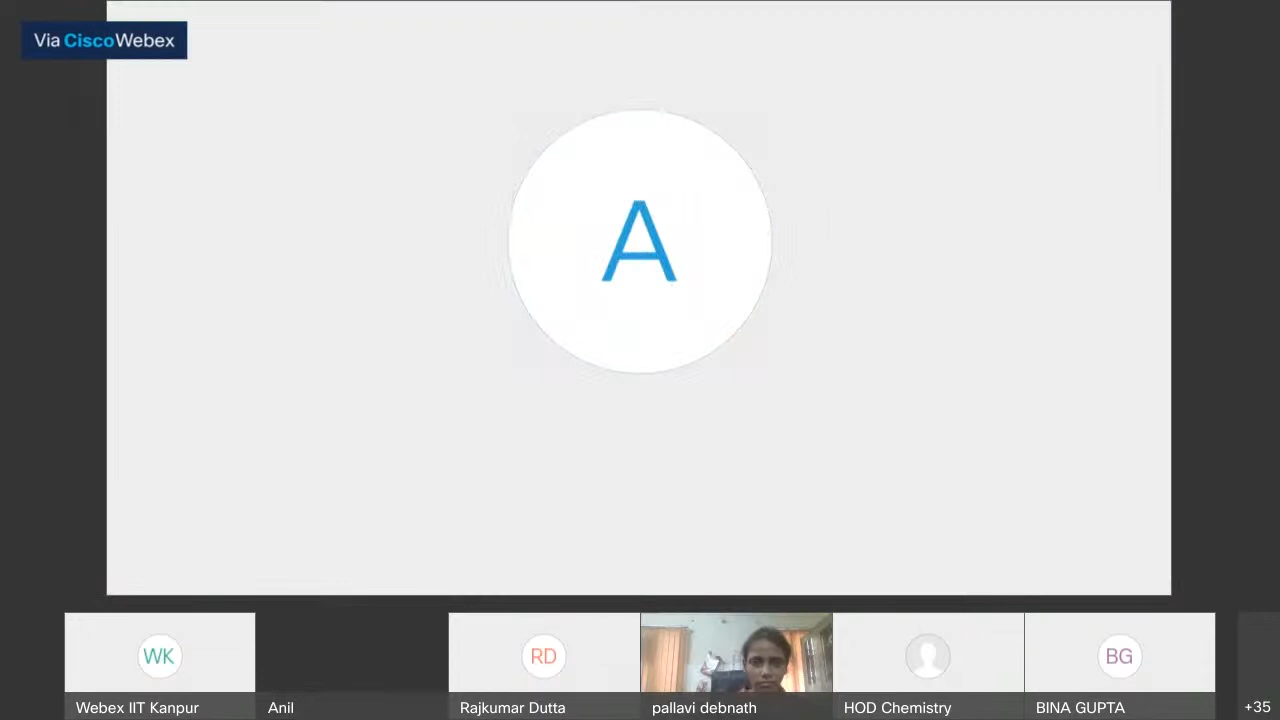 Via CiscoWebex
A
WK
RD
BG
Webex IIT Kanpur
Anil
Rajkumar Dutta
pallavi debnath
HOD Chemistry
BINA GUPTA
+35